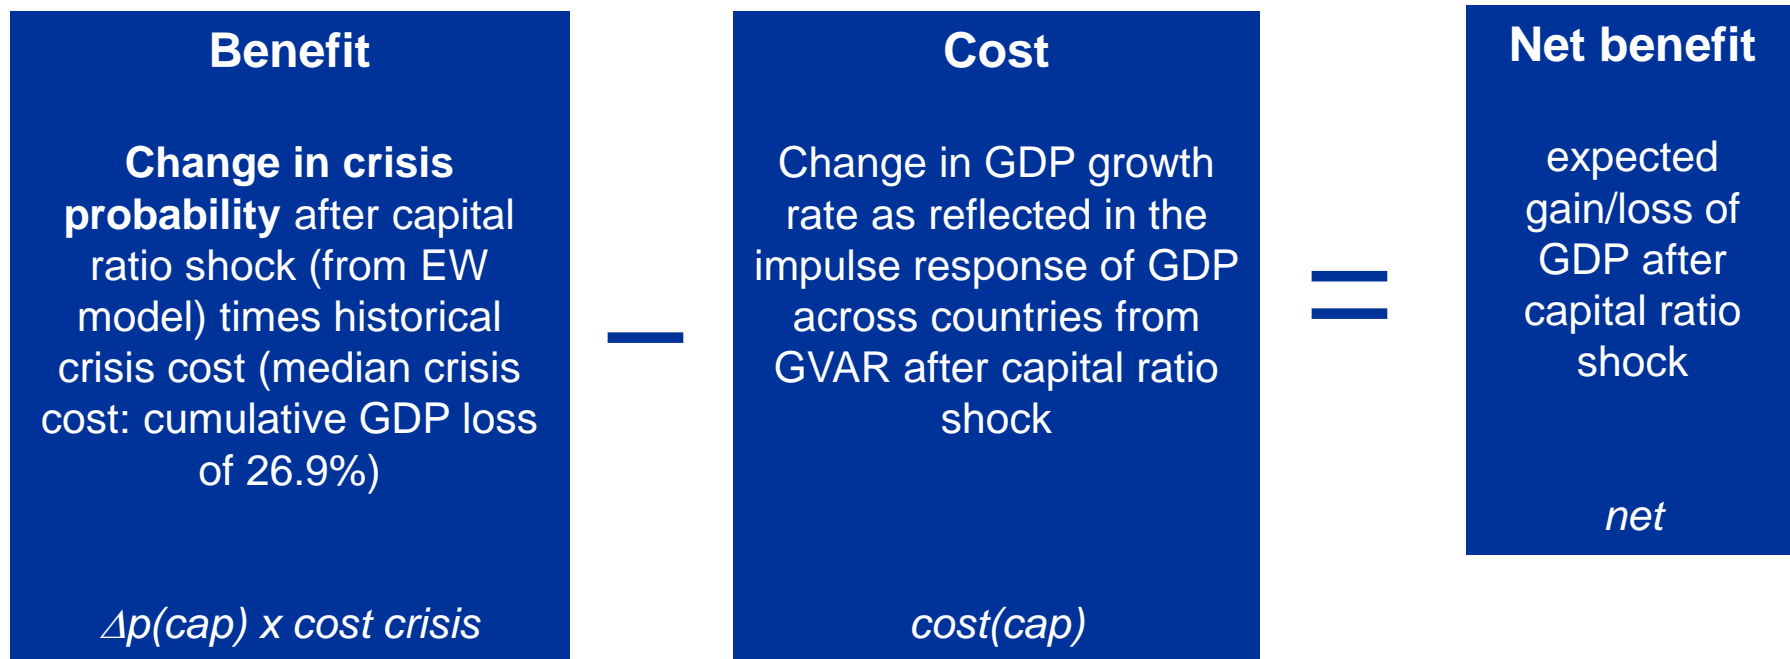 Benefit
Change in crisis
probability after capital
ratio shock (from EW
model) times historical
crisis cost (median crisis
cost: cumulative GDP loss
of 26.9%)
Δp(cap) x cost crisis
–
Cost
Change in GDP growth
rate as reflected in the
impulse response of GDP
across countries from
GVAR after capital ratio
shock
cost(cap)
=
Net benefit
expected
gain/loss of
GDP after
capital ratio
shock
net